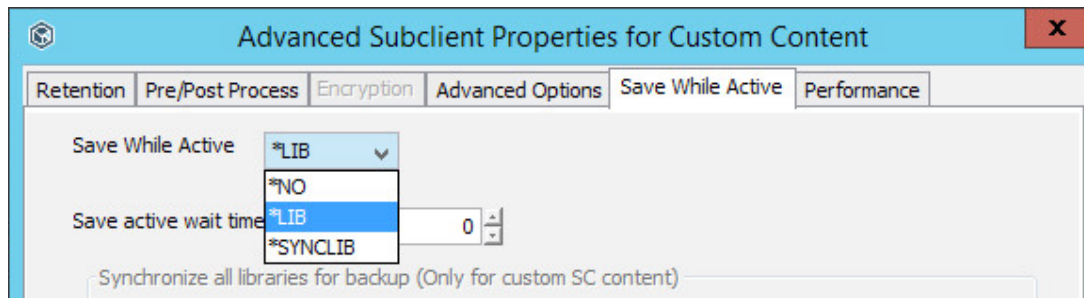 Advanced Subclient Properties for Custom Content
x
Retention Pre/Post Process Encryption Advanced Options Save While Active Performance
Save While Active *LIB
*NO
*LIB
Save active wait time 0
*SYNCLIB
Synchronize all libraries for backup (Only for custom SC content)